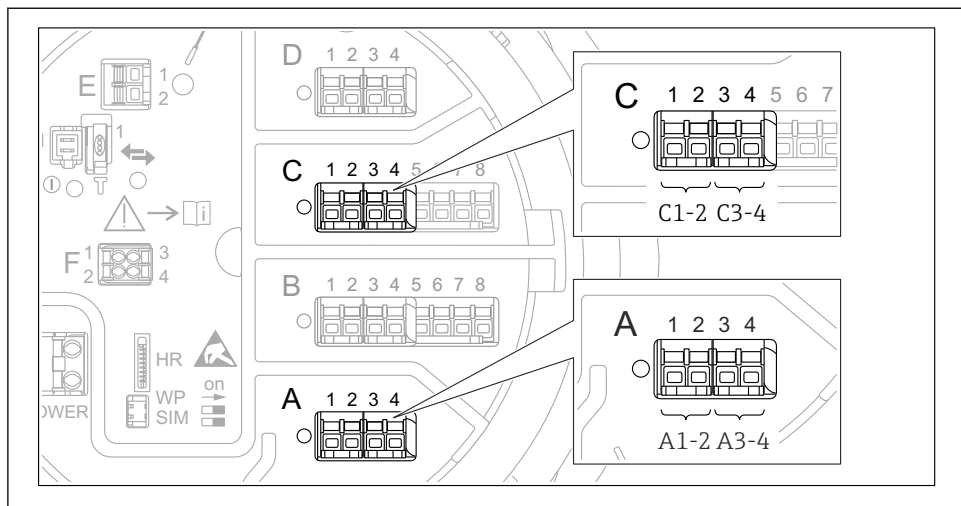 D 1 2 3 4
E 1
2
1
C 1 2 3 4 5 6 7 8
F 1 2 3 4
B 1 2 3 4 5 6 7 8
HR
WP on
SIM
OWER
A 1 2 3 4
C 1 2 3 4 5 6 7
C1-2 C3-4
A 1 2 3 4
A1-2 A3-4